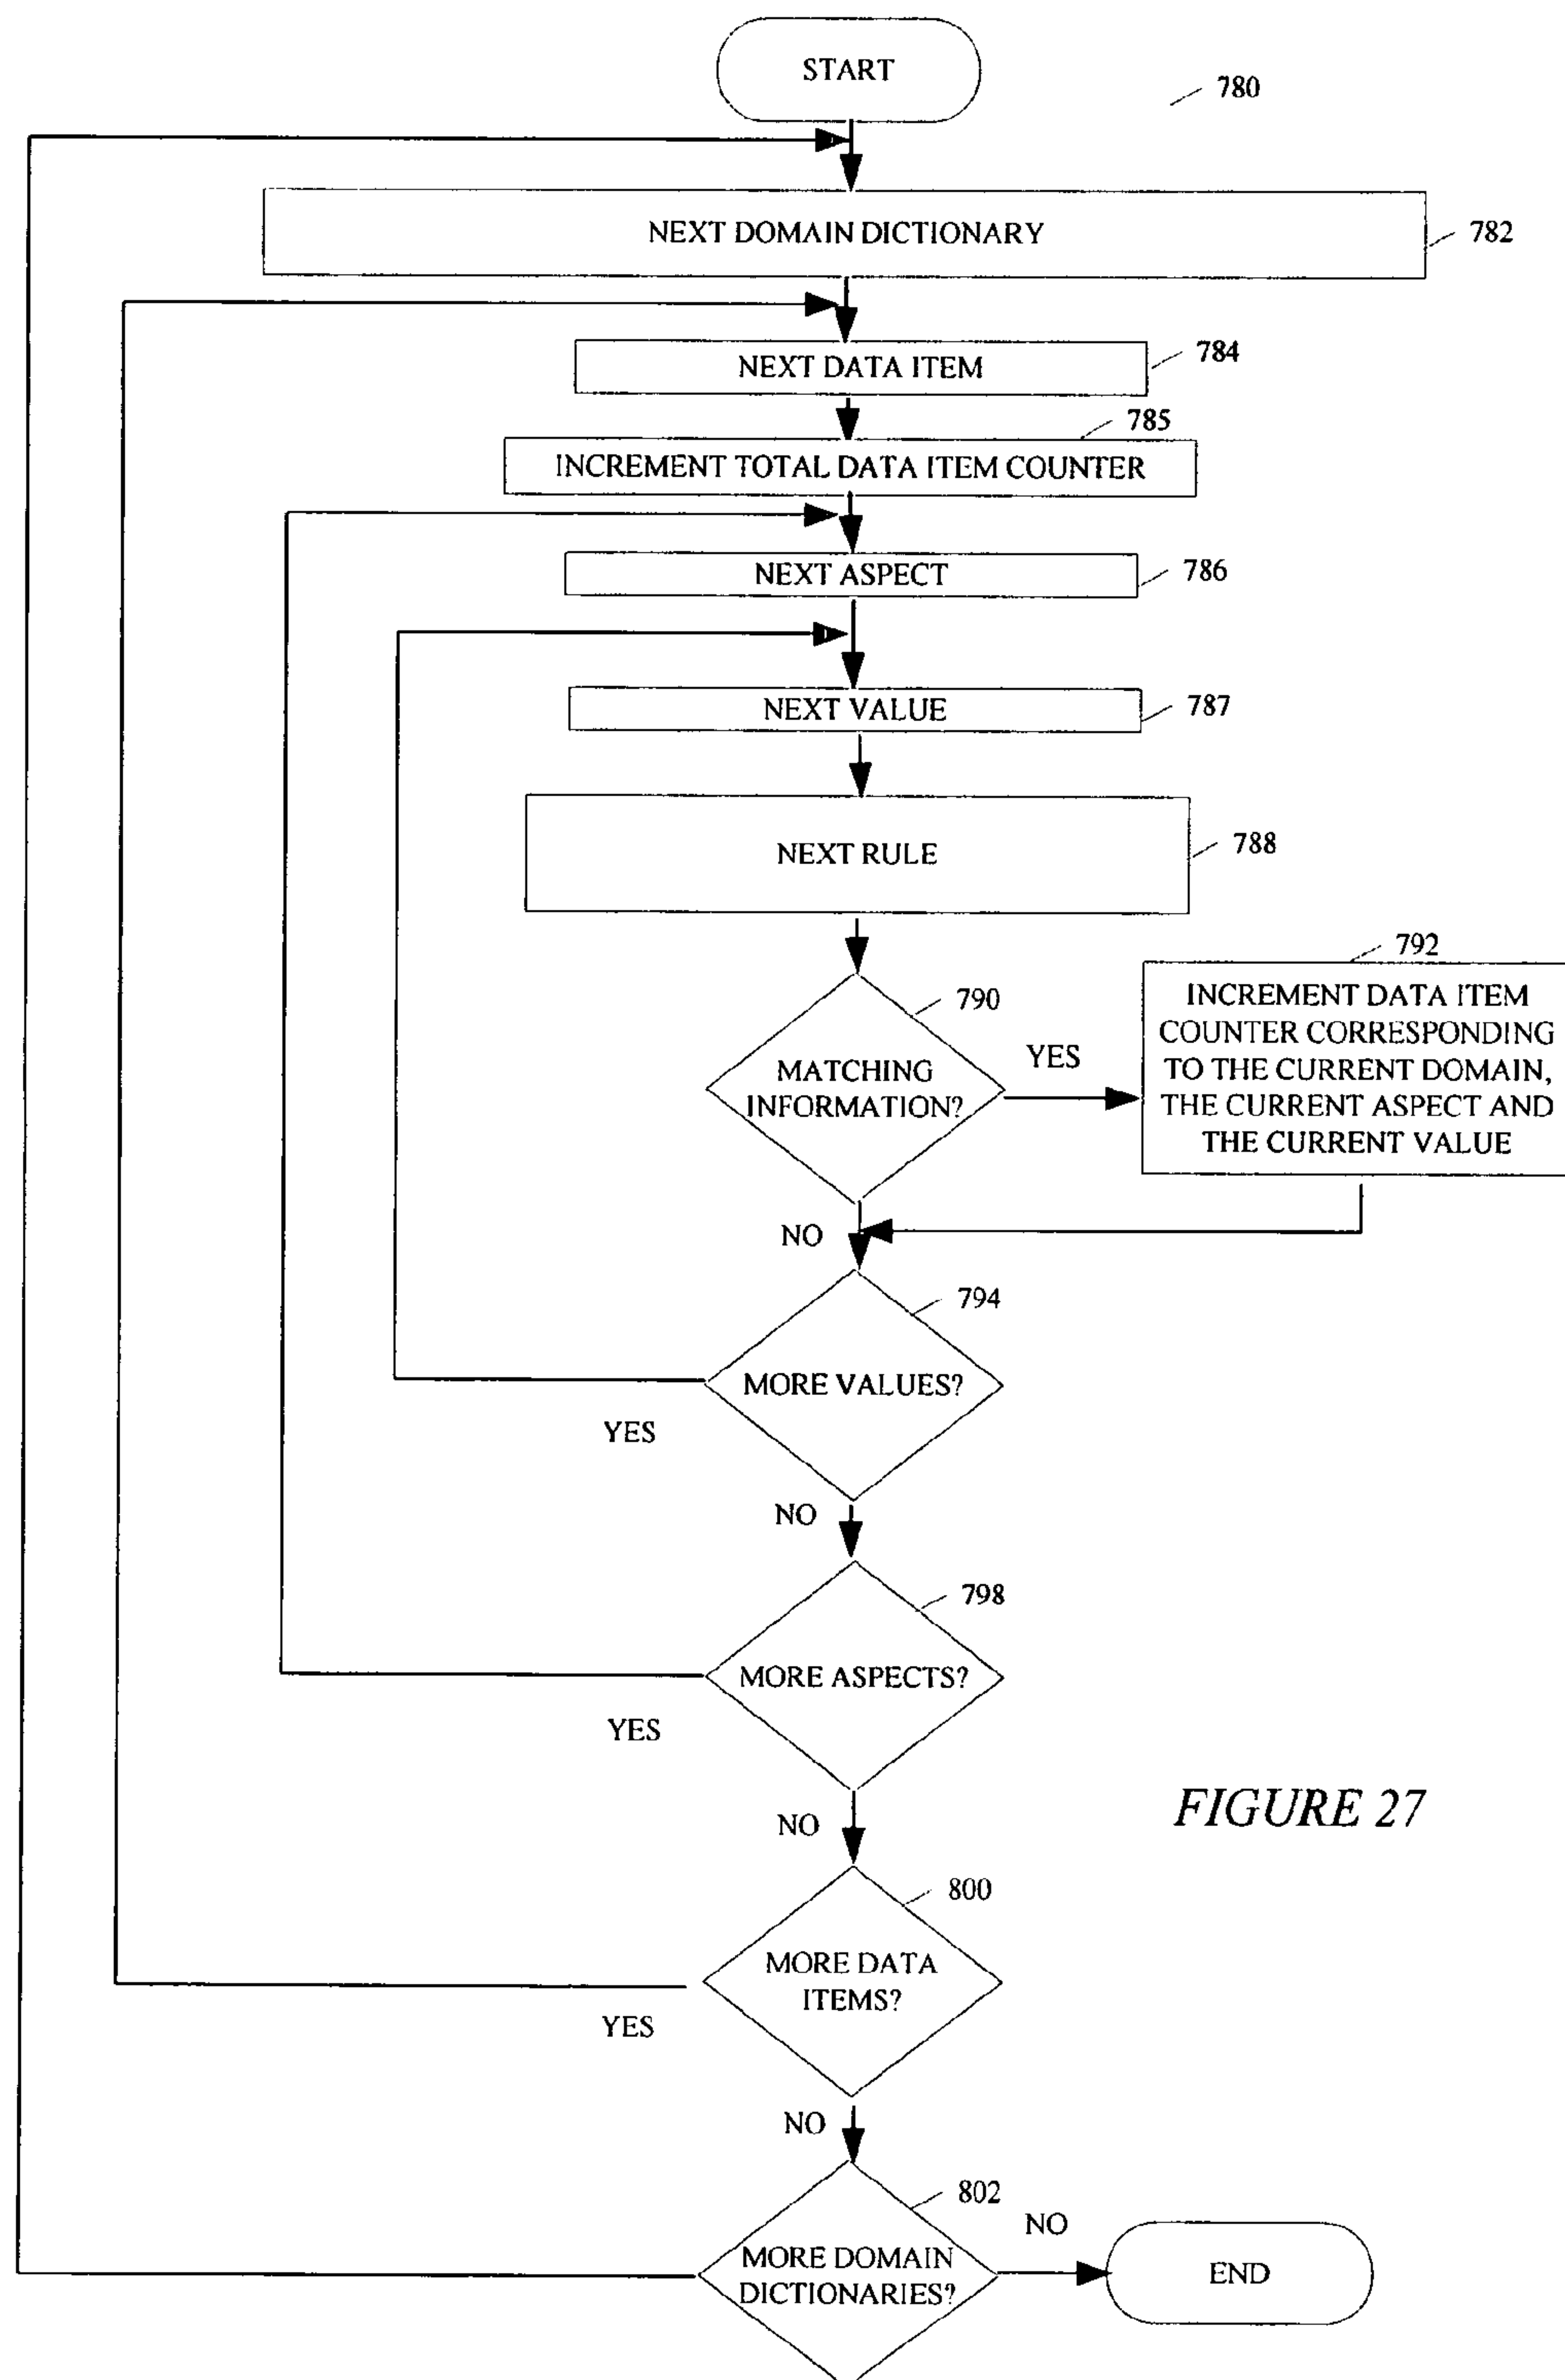 START
780
NEXT DOMAIN DICTIONARY
782
NEXT DATA ITEM
784
785
INCREMENT TOTAL DATA ITEM COUNTER
NEXT ASPECT
786
NEXT VALUE
787
NEXT RULE
788
790
MATCHING
INFORMATION?
YES
792
INCREMENT DATA ITEM
COUNTER CORRESPONDING
TO THE CURRENT DOMAIN,
THE CURRENT ASPECT AND
THE CURRENT VALUE
NO
794
MORE VALUES?
YES
NO
798
MORE ASPECTS?
YES
NO
FIGURE 27
800
MORE DATA
ITEMS?
YES
NO
802
MORE DOMAIN
DICTIONARIES?
NO
END